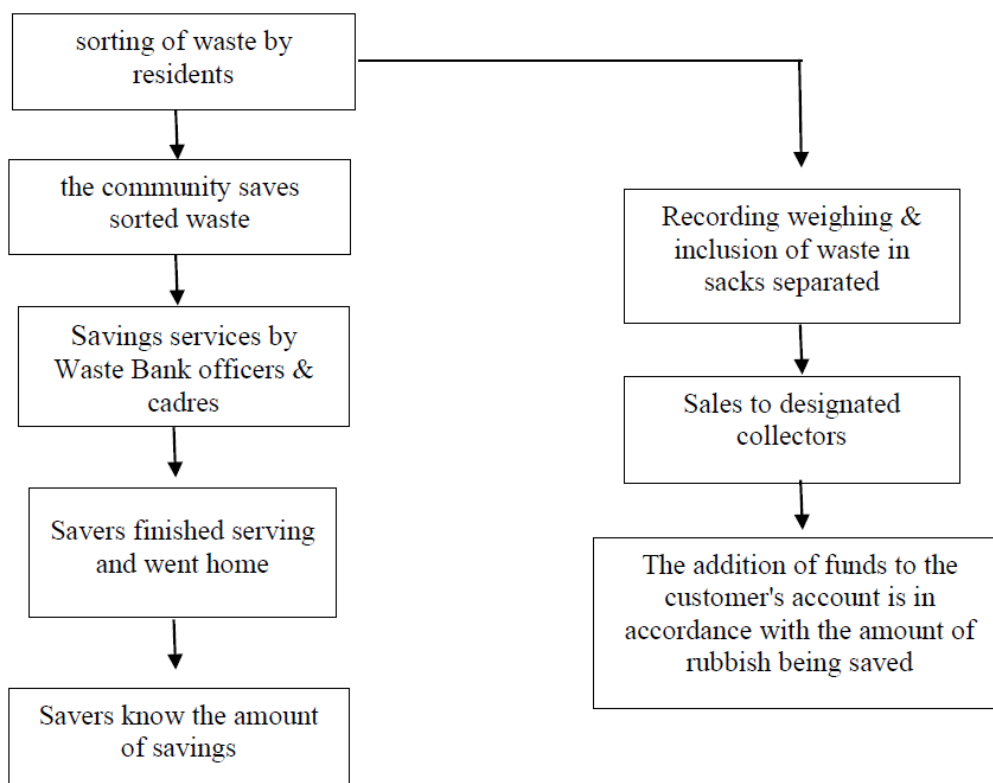 sorting of waste by
residents
the community saves
sorted waste
Savings services by
Waste Bank officers &
cadres
Savers finished serving
and went home
Savers know the amount
of savings
Recording weighing &
inclusion of waste in
sacks separated
Sales to designated
collectors
The addition of funds to the
customer's account is in
accordance with the amount of
rubbish being saved